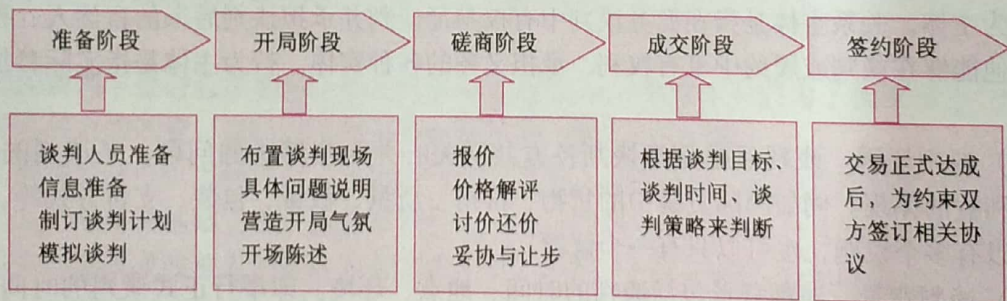 准备阶段
开局阶段
磋商阶段
成交阶段
签约阶段
谈判人员准备
信息准备
制订谈判计划
模拟谈判
布置谈判现场
具体问题说明
营造开局气氛
开场陈述
报价
价格解评
讨价还价
妥协与让步
根据谈判目标、
谈判时间、谈
判策略来判断
交易正式达成
后，为约束双
方签订相关协
议